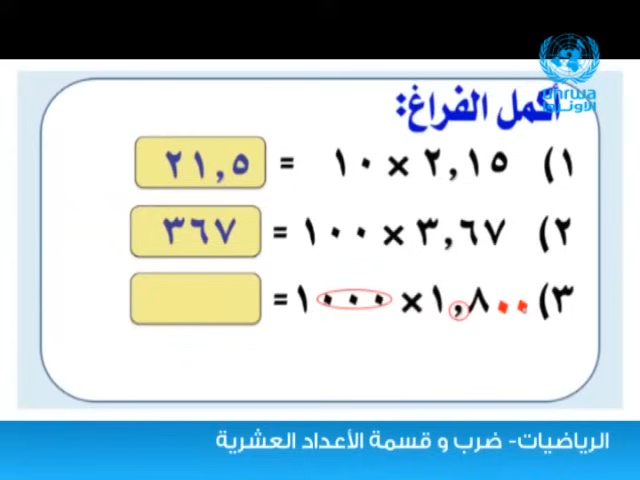 unrwa
الأونروا
أكمل الفراغ:
١) ٢,١٥ × ١٠ = ٢١,٥
٢) ٣,٦٧ × ١٠٠ = ٣٦٧
٣) ١,٨٠٠ × ١٠٠٠ =
الرياضيات- ضرب و قسمة الأعداد العشرية